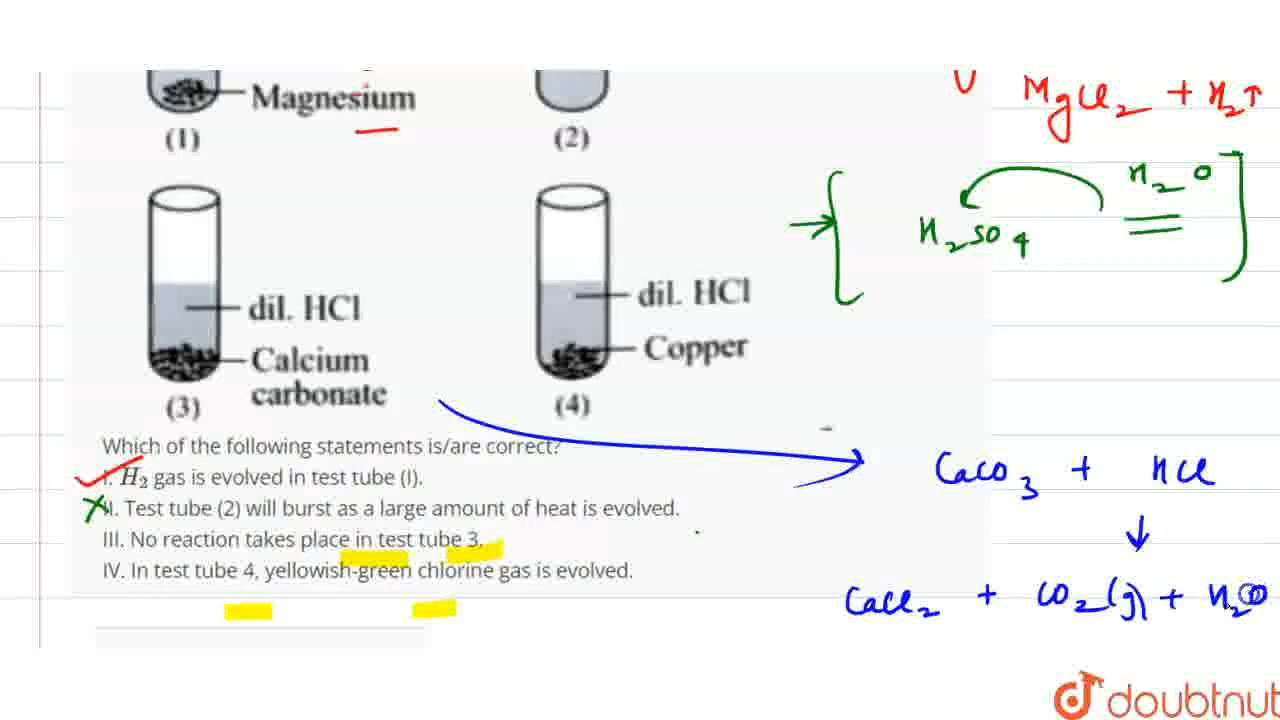 Magnesium
(1)
(2)
MgCl2 + H2↑
H2O
H2SO4
dil. HCl
Calcium
carbonate
(3)
dil. HCl
Copper
(4)
Which of the following statements is/are correct?
I. H2 gas is evolved in test tube (I).
II. Test tube (2) will burst as a large amount of heat is evolved.
III. No reaction takes place in test tube 3.
IV. In test tube 4, yellowish-green chlorine gas is evolved.
CaCO3 + HCl
↓
CaCl2 + CO2(g) + H2O
doubtnut